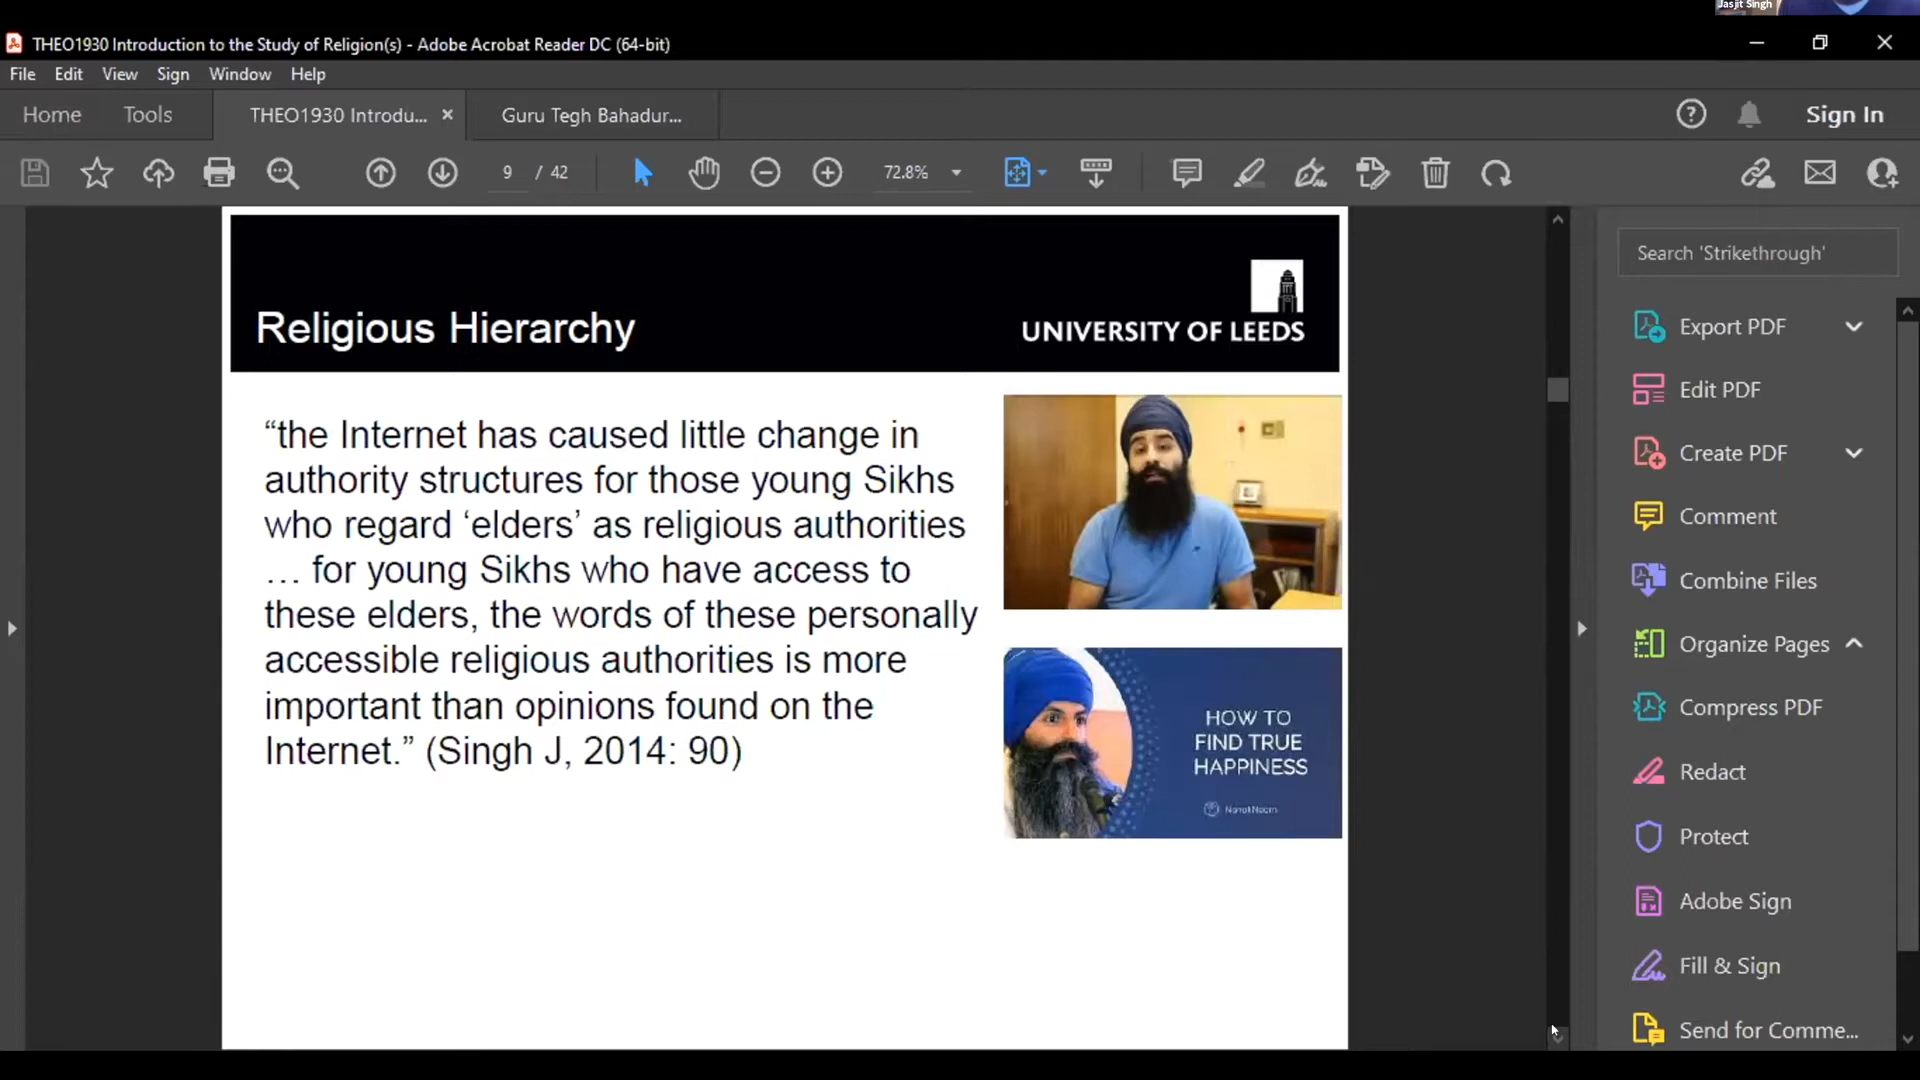 Jasjit Singh
THEO1930 Introduction to the Study of Religion(s) - Adobe Acrobat Reader DC (64-bit)
File Edit View Sign Window Help
Home Tools THEO1930 Introdu... × Guru Tegh Bahadur... Sign In
9 / 42 72.8%
Religious Hierarchy
UNIVERSITY OF LEEDS
“the Internet has caused little change in
authority structures for those young Sikhs
who regard ‘elders’ as religious authorities
… for young Sikhs who have access to
these elders, the words of these personally
accessible religious authorities is more
important than opinions found on the
Internet.” (Singh J, 2014: 90)
HOW TO
FIND TRUE
HAPPINESS
Search 'Strikethrough'
Export PDF
Edit PDF
Create PDF
Comment
Combine Files
Organize Pages
Compress PDF
Redact
Protect
Adobe Sign
Fill & Sign
Send for Comme...